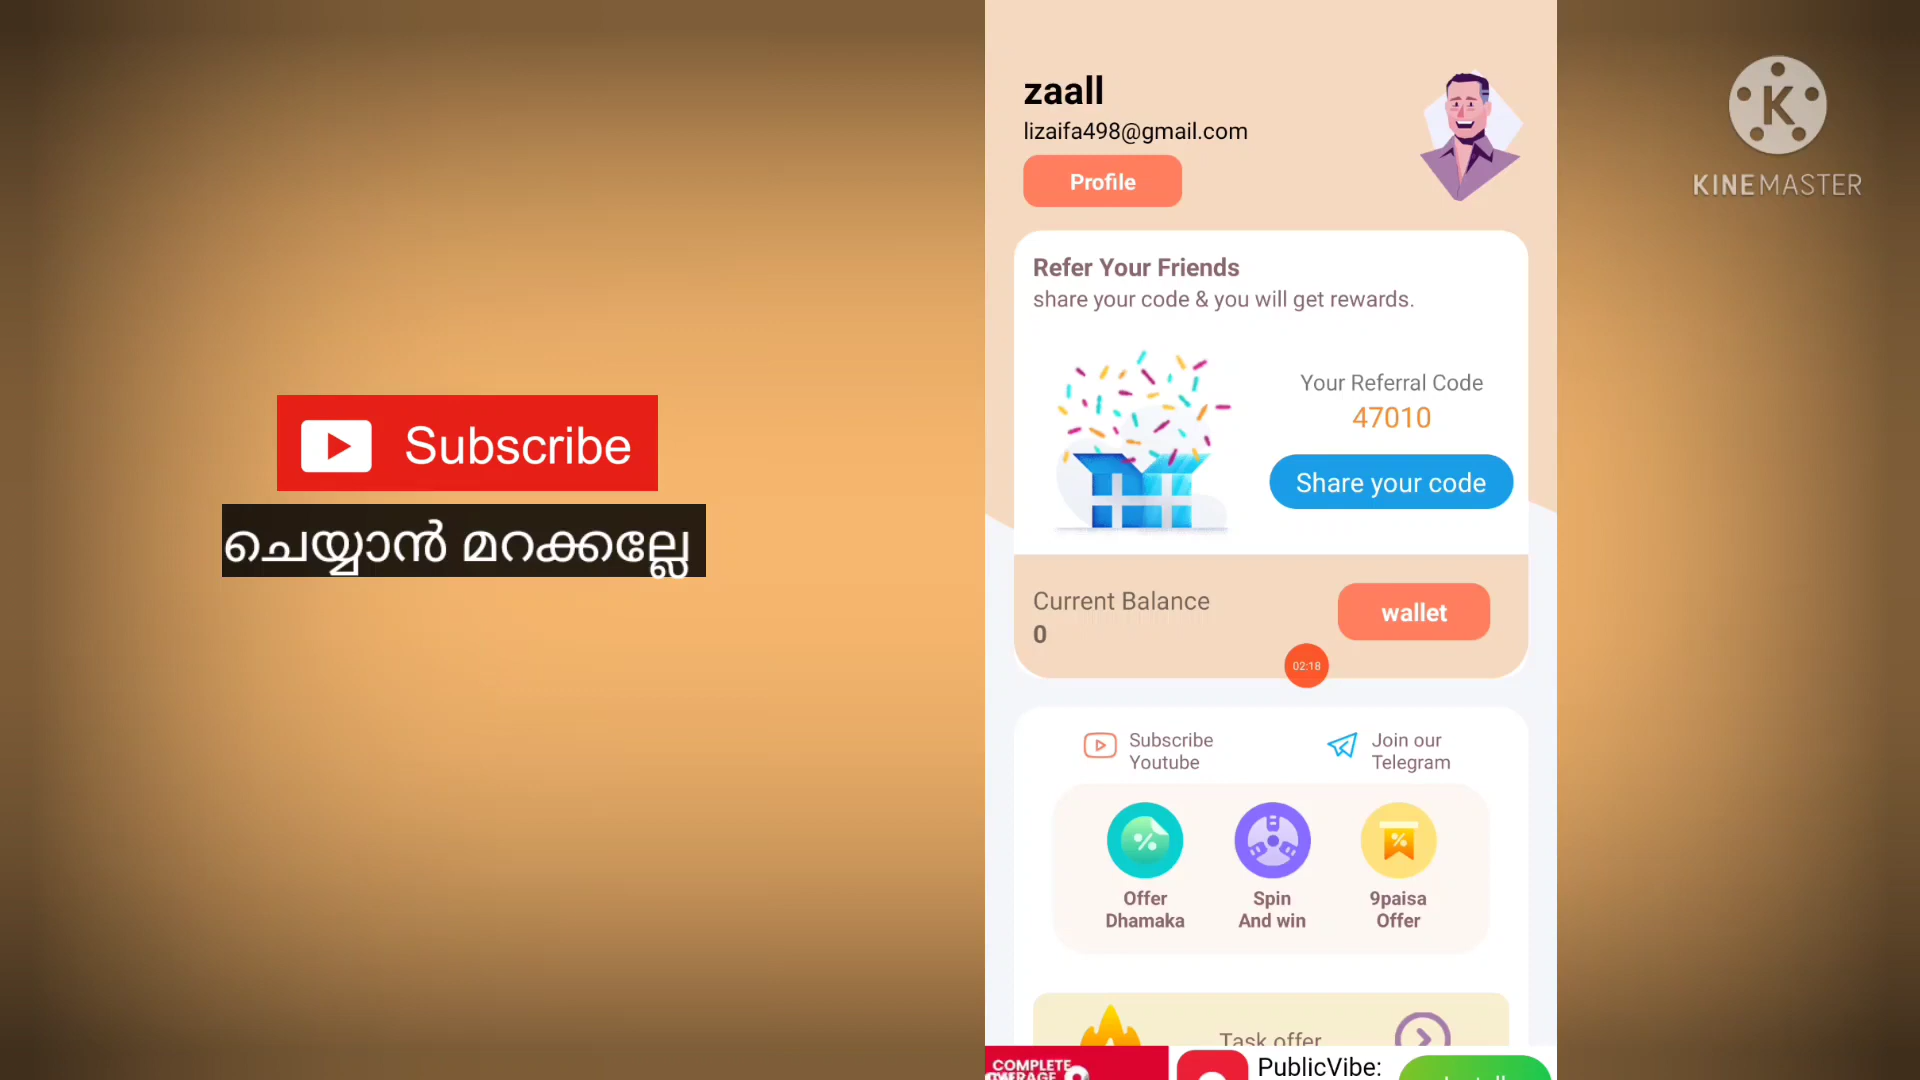 Subscribe
ചെയ്യാൻ മറക്കല്ലേ
zaall
lizaifa498@gmail.com
Profile
Refer Your Friends
share your code & you will get rewards.
Your Referral Code
47010
Share your code
Current Balance
0
wallet
02:18
Subscribe
Youtube
Join our
Telegram
Offer
Dhamaka
Spin
And win
9paisa
Offer
Task offer
COMPLETE
PublicVibe:
KINEMASTER